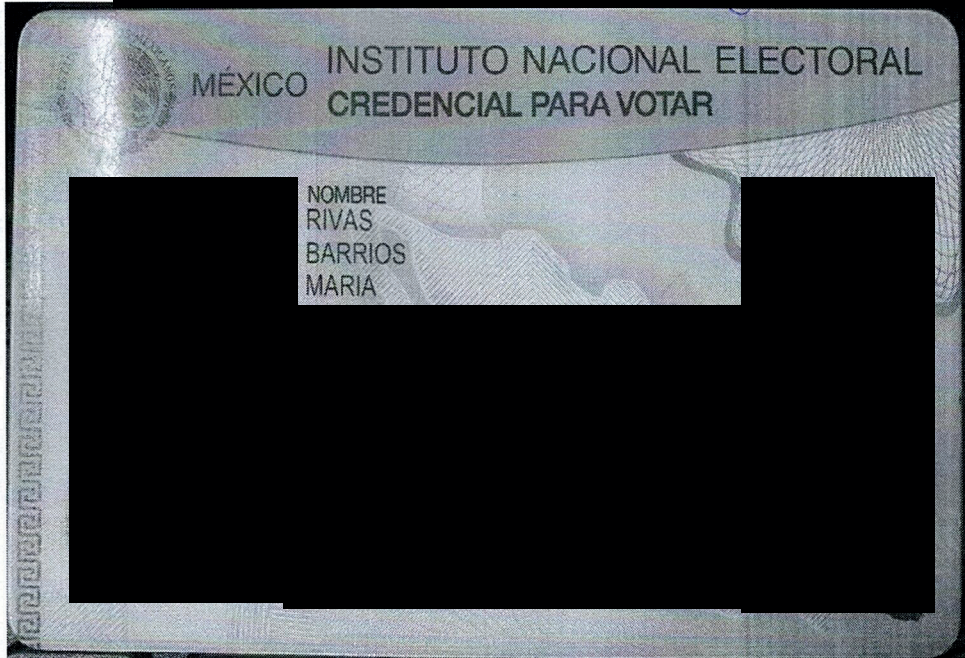 MÉXICO
INSTITUTO NACIONAL ELECTORAL
CREDENCIAL PARA VOTAR
NOMBRE
RIVAS
BARRIOS
MARIA